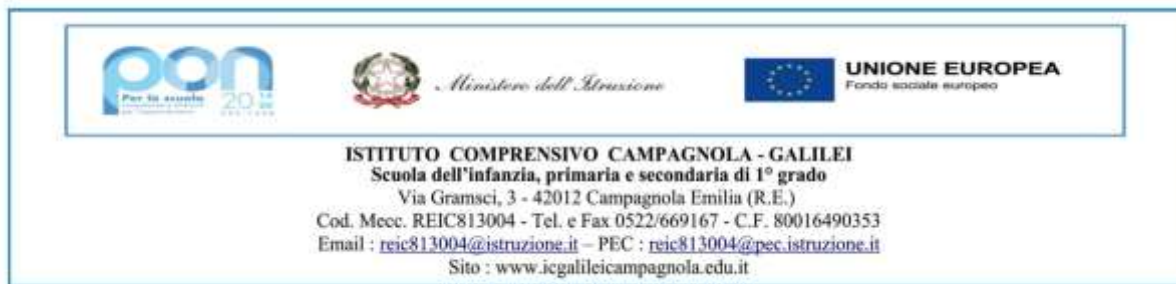 pon
Per la scuola
20 14
20
Ministero dell'Istruzione
UNIONE EUROPEA
Fondo sociale europeo
ISTITUTO COMPRENSIVO CAMPAGNOLA - GALILEI
Scuola dell'infanzia, primaria e secondaria di 1° grado
Via Gramsci, 3 - 42012 Campagnola Emilia (R.E.)
Cod. Mecc. REIC813004 - Tel. e Fax 0522/669167 - C.F. 80016490353
Email : reic813004@istruzione.it – PEC : reic813004@pec.istruzione.it
Sito : www.icgalileicampagnola.edu.it